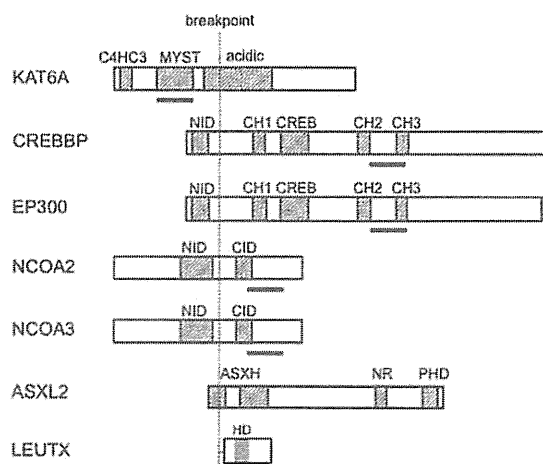 breakpoint
C4HC3 MYST acidic
KAT6A
NID CH1 CREB CH2 CH3
CREBBP
NID CH1 CREB CH2 CH3
EP300
NID CID
NCOA2
NID CID
NCOA3
ASXH NR PHD
ASXL2
HD
LEUTX